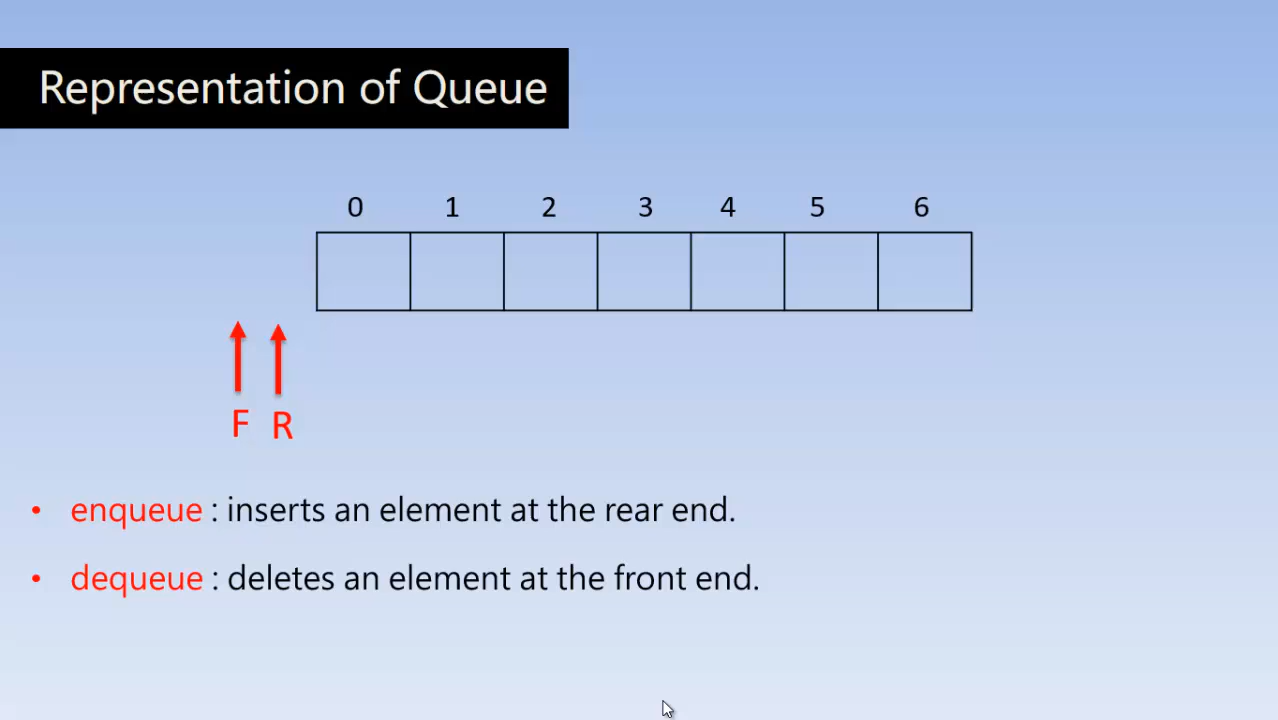 Representation of Queue
0 1 2 3 4 5 6
F R
• enqueue : inserts an element at the rear end.
• dequeue : deletes an element at the front end.